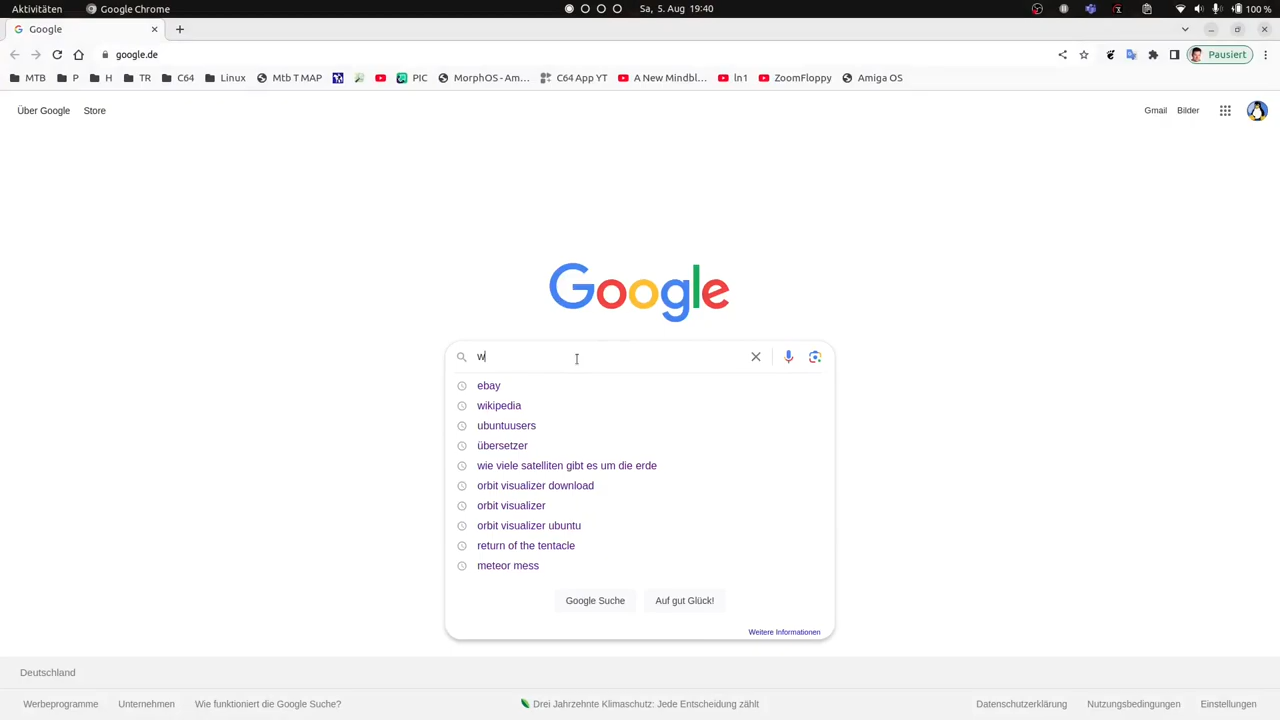 Aktivitäten Google Chrome Sa, 5. Aug 19:40 100 %
Google
google.de Pausiert
MTB P H TR C64 Linux Mtb T MAP PIC MorphOS - Am… C64 App YT A New Mindbl… ln1 ZoomFloppy Amiga OS
Über Google Store Gmail Bilder
Google
w
ebay
wikipedia
ubuntuusers
übersetzer
wie viele satelliten gibt es um die erde
orbit visualizer download
orbit visualizer
orbit visualizer ubuntu
return of the tentacle
meteor mess
Google Suche Auf gut Glück!
Weitere Informationen
Deutschland
Werbeprogramme Unternehmen Wie funktioniert die Google Suche? Drei Jahrzehnte Klimaschutz: Jede Entscheidung zählt Datenschutzerklärung Nutzungsbedingungen Einstellungen